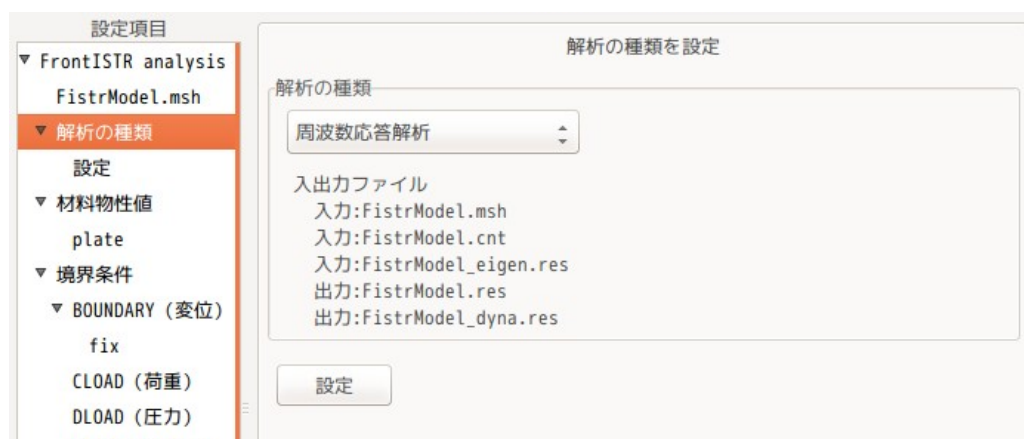 設定項目
FrontISTR analysis
FistrModel.msh
解析の種類
設定
材料物性値
plate
境界条件
BOUNDARY (変位)
fix
CLOAD (荷重)
DLOAD (圧力)
解析の種類を設定
解析の種類
周波数応答解析
入出力ファイル
入力:FistrModel.msh
入力:FistrModel.cnt
入力:FistrModel_eigen.res
出力:FistrModel.res
出力:FistrModel_dyna.res
設定